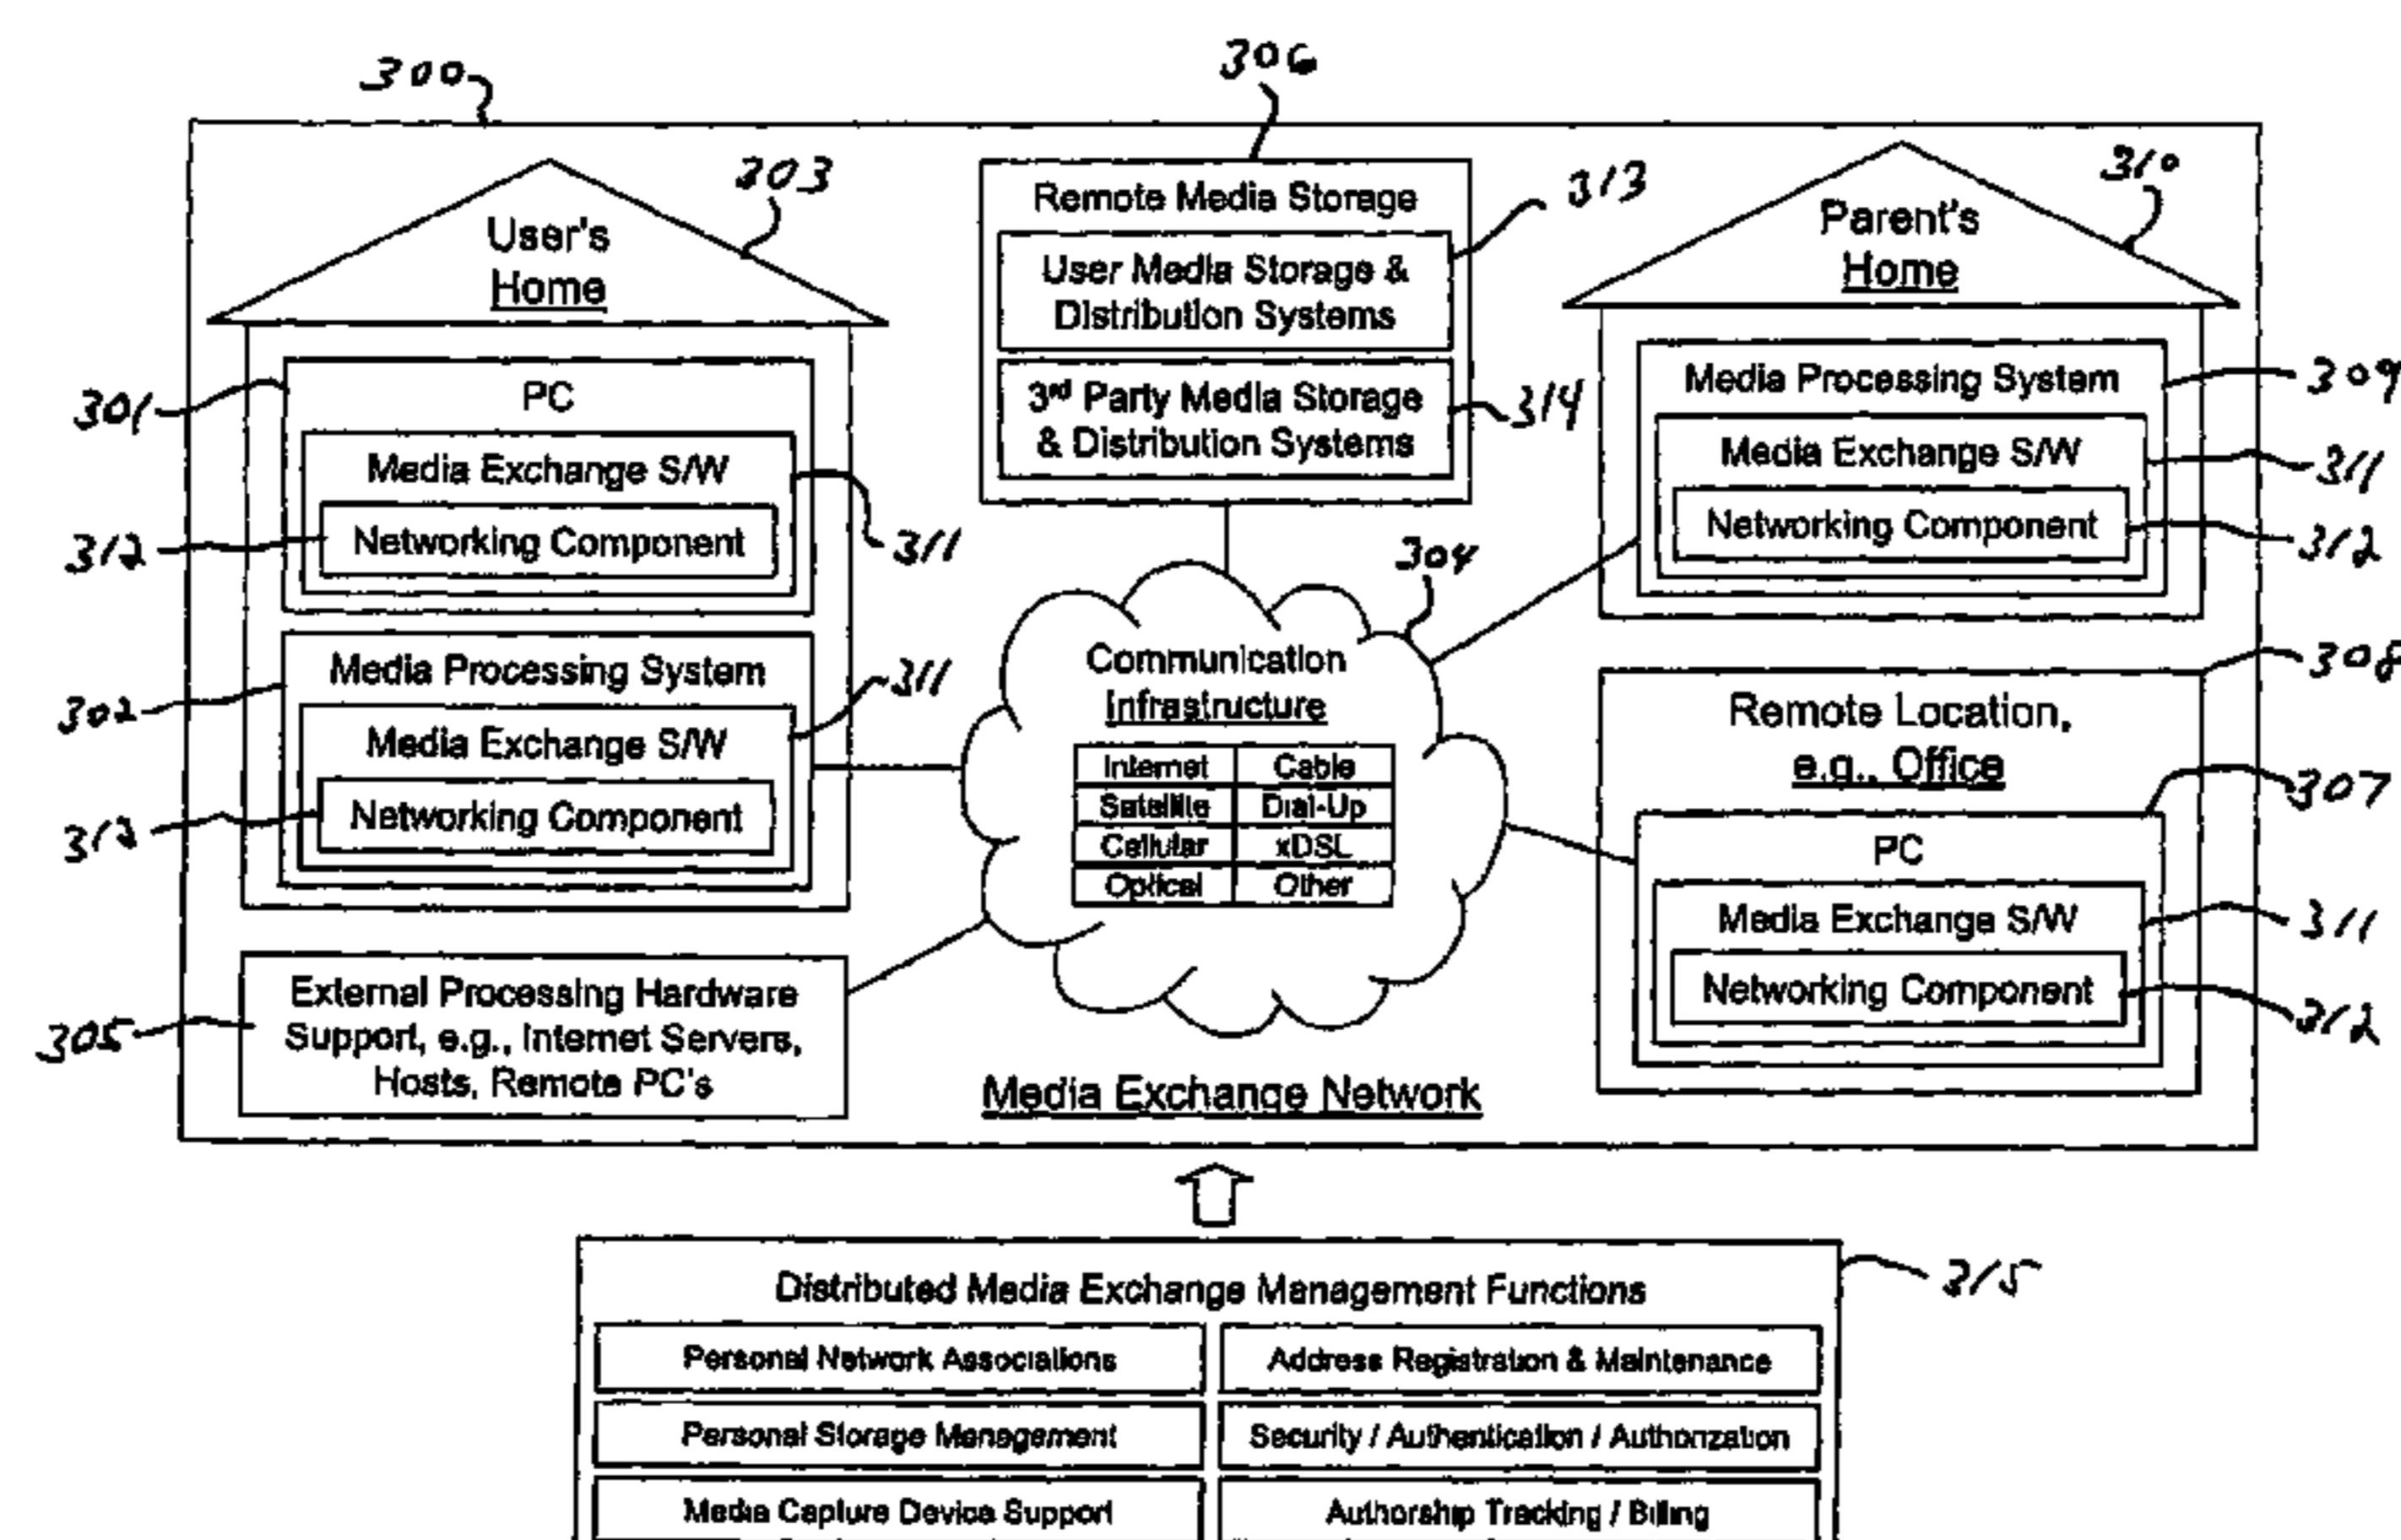 300
306
303
310
User's
Home
Remote Media Storage
313
User Media Storage &
Distribution Systems
Parent's
Home
301
PC
3rd Party Media Storage
& Distribution Systems
314
Media Processing System
309
Media Exchange S/W
Media Exchange S/W
311
312
Networking Component
311
Networking Component
312
304
Media Processing System
311
Communication
Infrastructure
308
302
Media Exchange S/W
Remote Location,
e.g., Office
Internet Cable
Satellite Dial-Up
Cellular xDSL
Optical Other
307
312
Networking Component
PC
Media Exchange S/W
311
External Processing Hardware
Support, e.g., Internet Servers,
Hosts, Remote PC's
305
Networking Component
312
Media Exchange Network
Distributed Media Exchange Management Functions
315
Personal Network Associations
Address Registration & Maintenance
Personal Storage Management
Security / Authentication / Authorization
Media Capture Device Support
Authorship Tracking / Billing